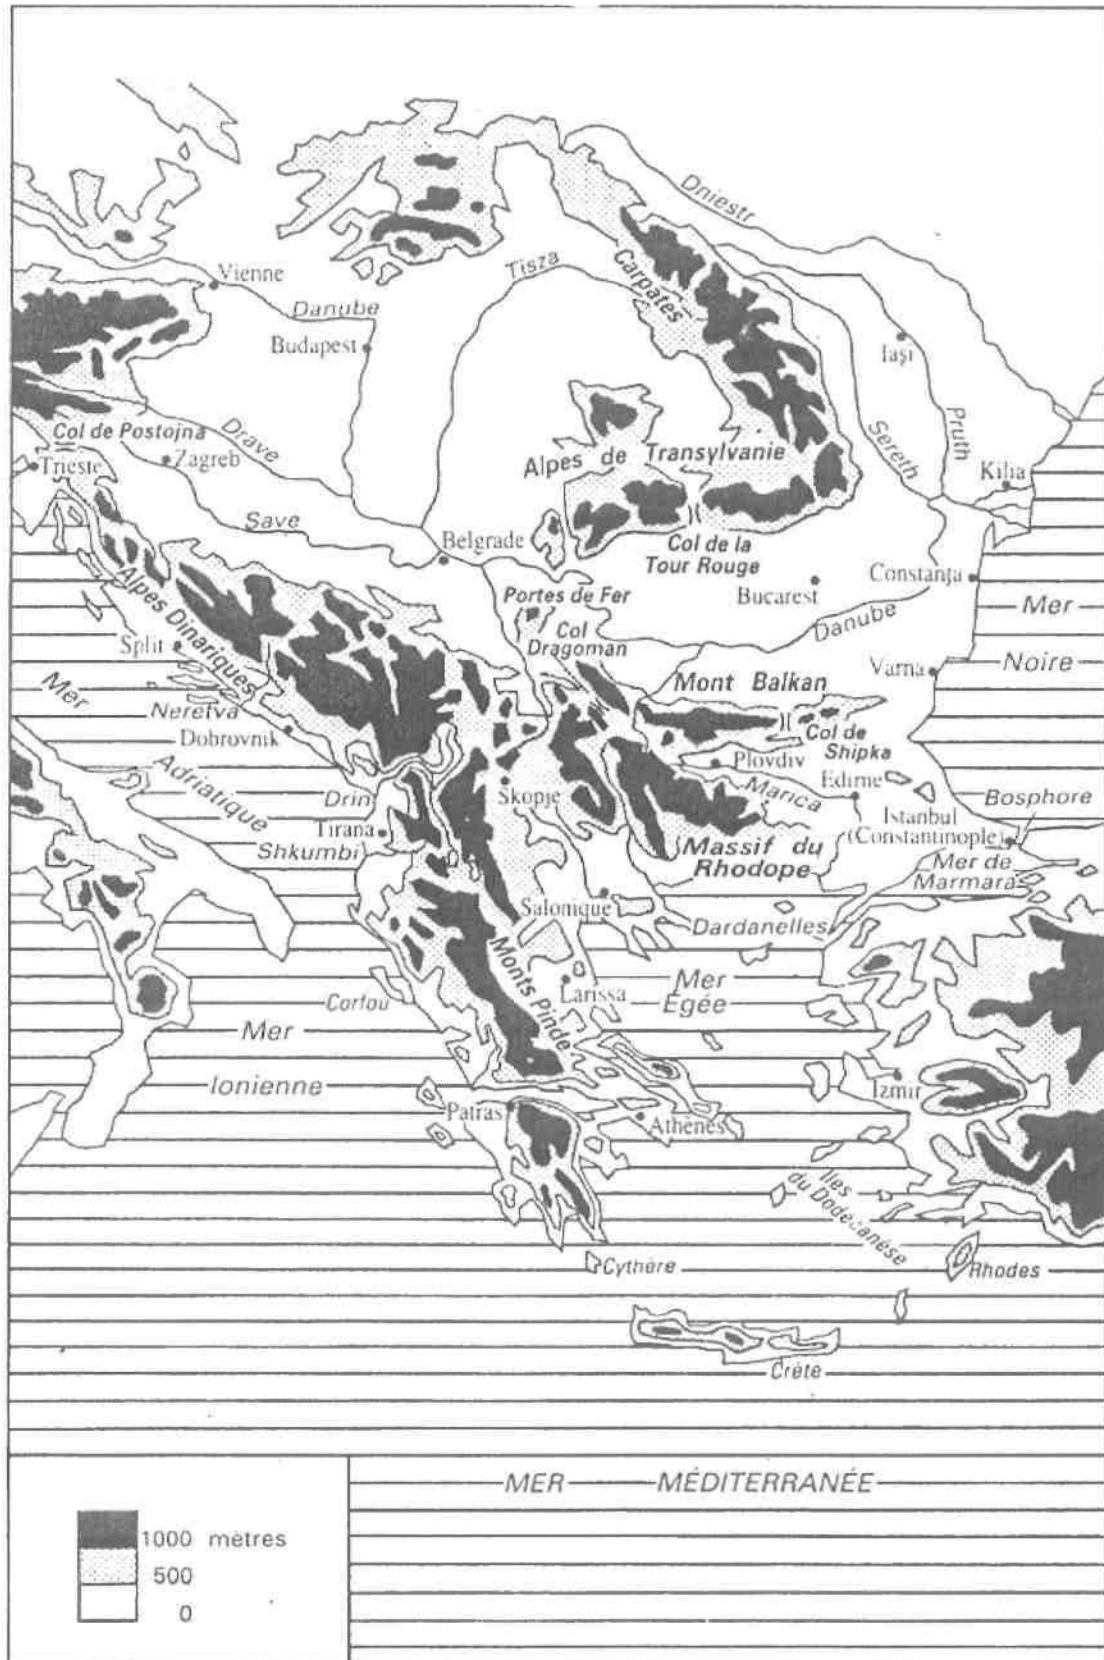 Dniestr
Vienne
Tisza
Carpates
Danube
Budapest
Iaşi
Col de Postojna
Drave
Sereth
Pruth
Trieste
Zagreb
Alpes de Transylvanie
Kilia
Save
Belgrade
Col de la
Tour Rouge
Constanţa
Portes de Fer
Bucarest
Mer
Noire
Alpes Dinariques
Col
Dragoman
Danube
Split
Varna
Mont Balkan
Mer
Adriatique
Neretva
Dobrovnik
Col de
Shipka
Plovdiv
Marica
Edirne
Drin
Skopje
Istanbul
(Constantinople)
Bosphore
Tirana
Shkumbi
Massif du
Rhodope
Mer de
Marmara
Salonique
Dardanelles
Monts Pinde
Larissa
Mer
Égée
Corfou
Mer
Ionienne
Izmir
Patras
Athènes
Iles
du Dodécanèse
Cythère
Rhodes
Crète
MER MÉDITERRANÉE
1000 mètres
500
0